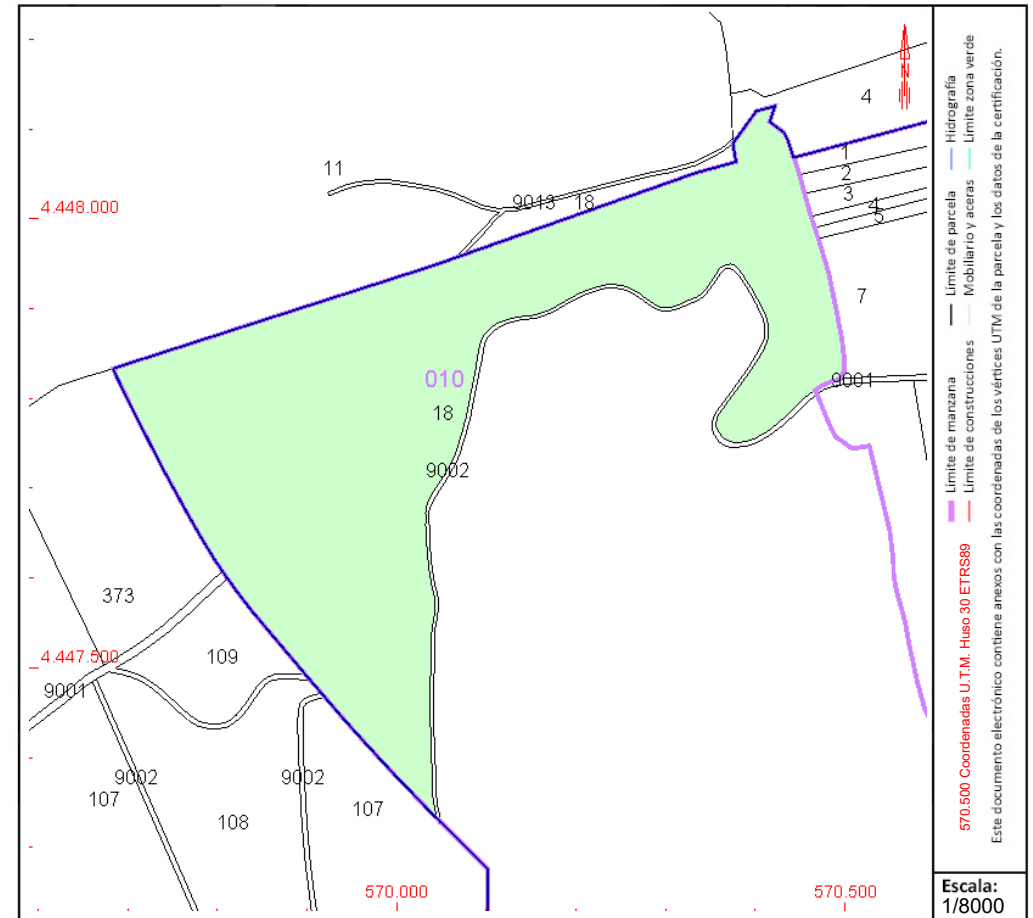 4
11
1
2
3
4
5
9013
18
4.448.000
7
010
9001
18
9002
373
4.447.500
109
9001
9002
107
9002
107
108
570.000
570.500
N
Límite de manzana
Límite de parcela
Hidrografía
Límite de construcciones
Mobiliario y aceras
Límite zona verde
570.500 Coordenadas U.T.M. Huso 30 ETRS89
Este documento electrónico contiene anexos con las coordenadas de los vértices UTM de la parcela y los datos de la certificación.
Escala:
1/8000